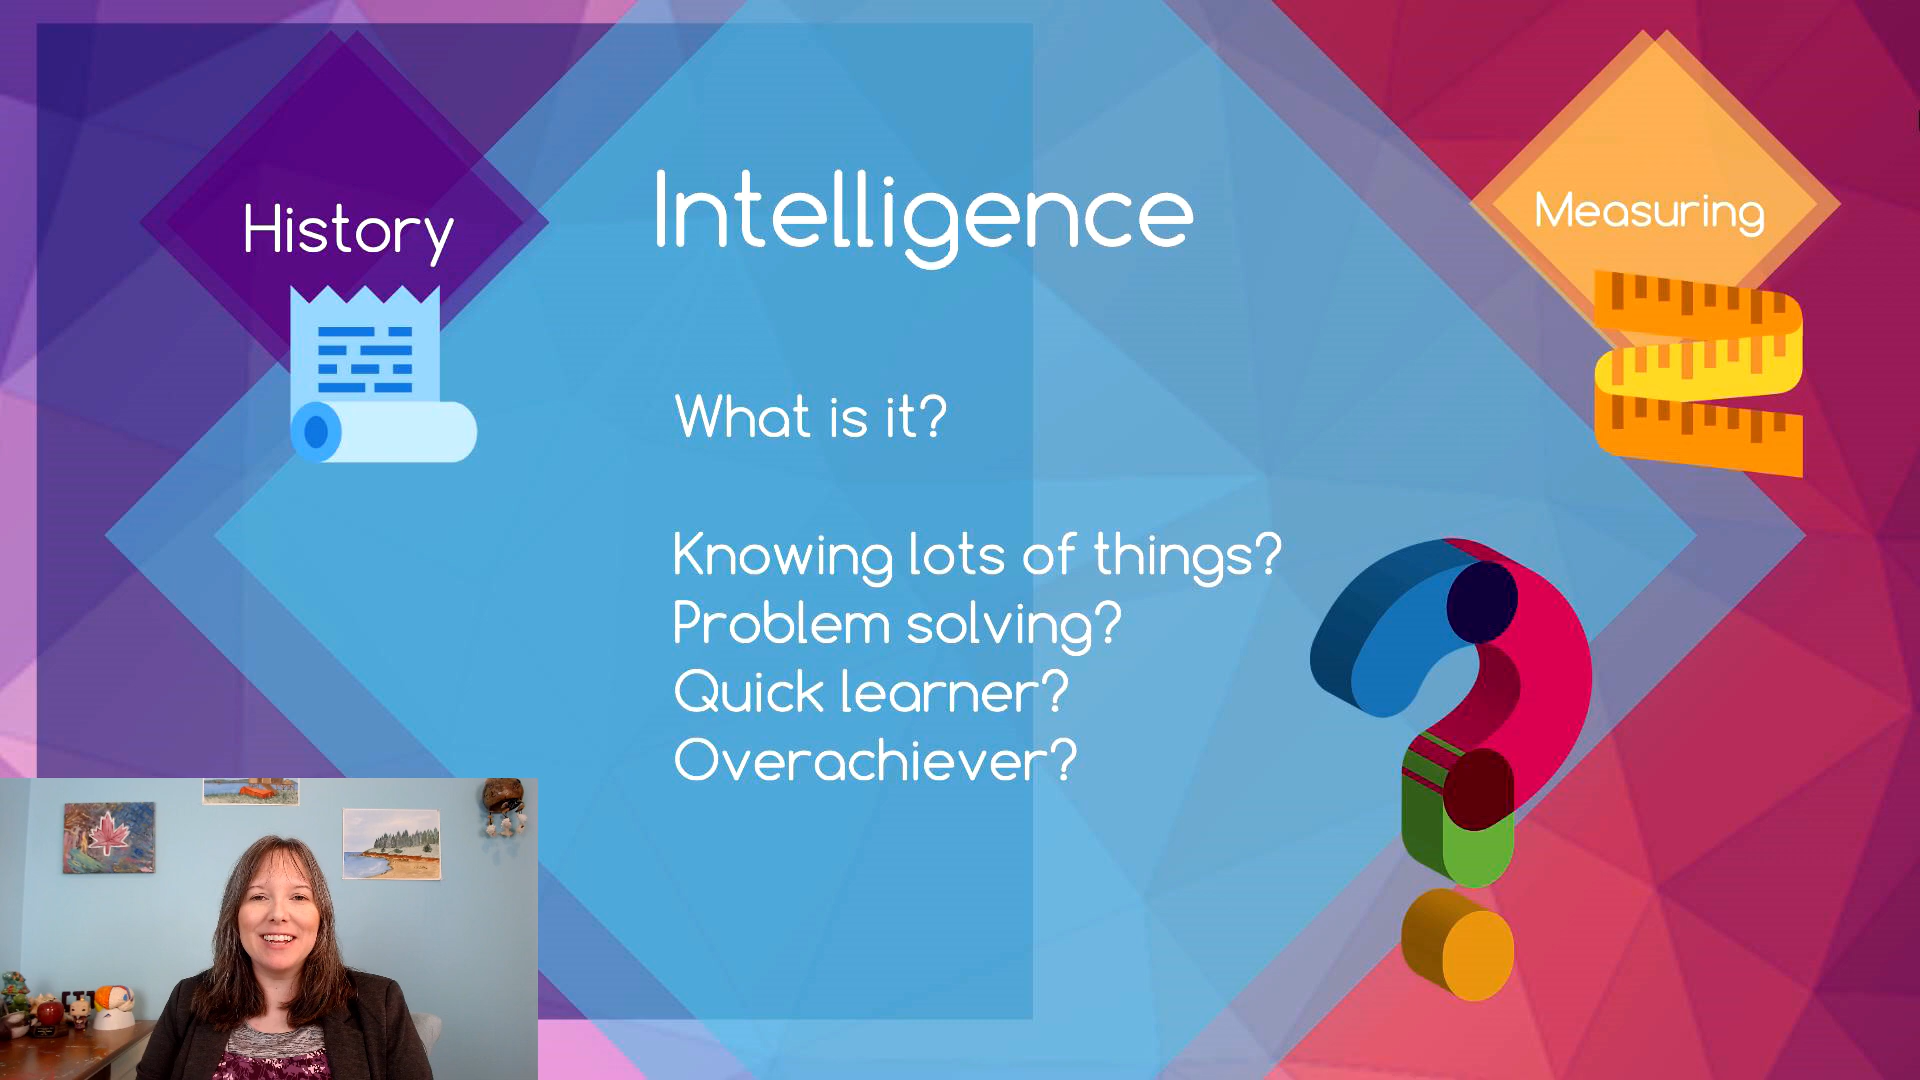 History
Intelligence
Measuring
What is it?
Knowing lots of things?
Problem solving?
Quick learner?
Overachiever?